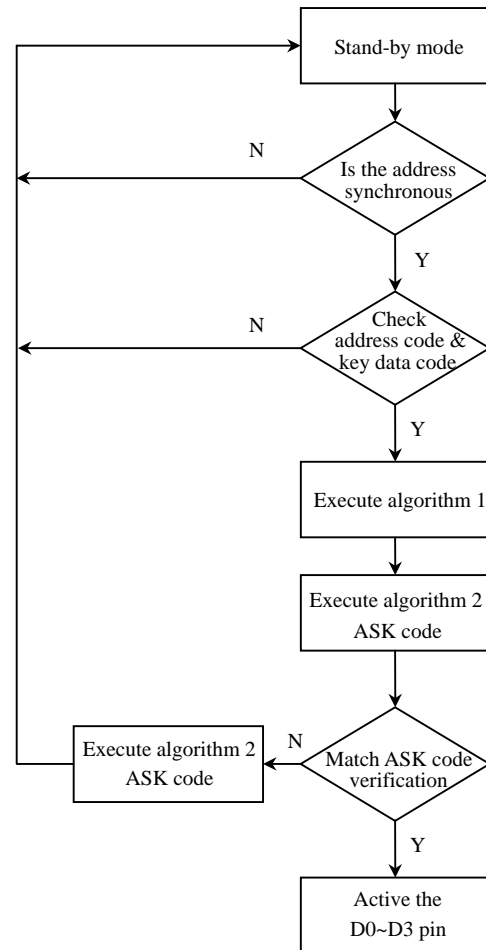 Stand-by mode
N
Is the address
synchronous
Y
N
Check
address code &
key data code
Y
Execute algorithm 1
Execute algorithm 2
ASK code
Execute algorithm 2
ASK code
N
Match ASK code
verification
Y
Active the
D0~D3 pin